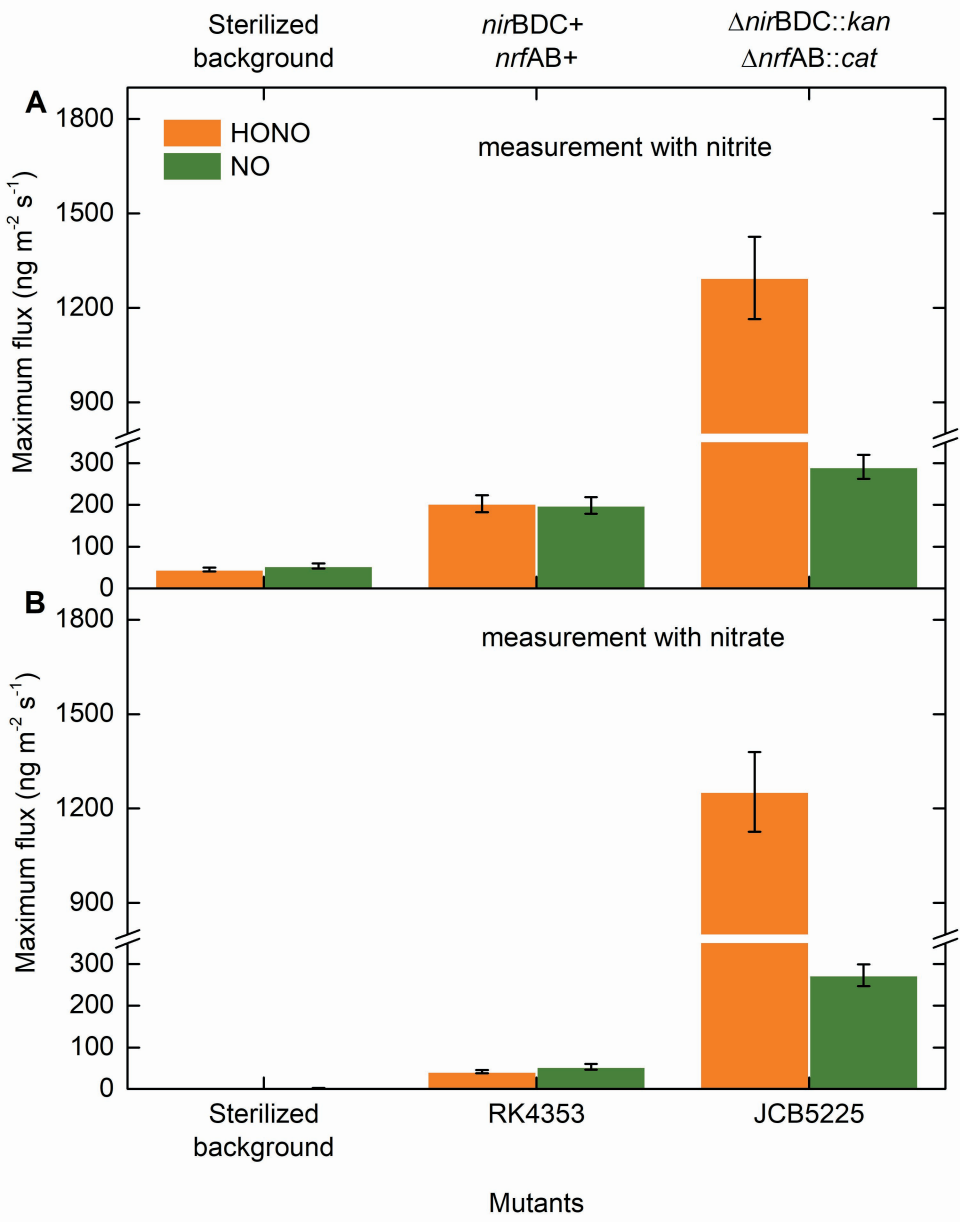 Sterilized background
nirBDC+
nrfAB+
ΔnirBDC::kan
ΔnrfAB::cat
A
HONO
NO
measurement with nitrite
Maximum flux (ng m⁻² s⁻¹)
1800
1500
1200
900
300
200
100
0
B
measurement with nitrate
Maximum flux (ng m⁻² s⁻¹)
1800
1500
1200
900
300
200
100
0
Sterilized
background
RK4353
JCB5225
Mutants